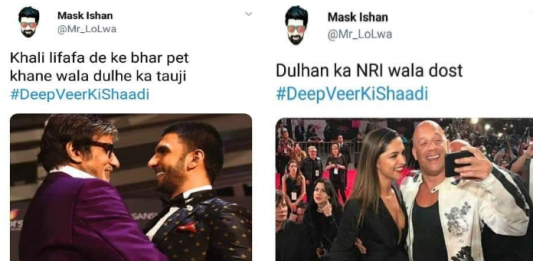 Mask Ishan
@Mr_LoLwa
Khali lifafa de ke bhar pet
khane wala dulhe ka tauji
#DeepVeerKiShaadi
Mask Ishan
@Mr_LoLwa
Dulhan ka NRI wala dost
#DeepVeerKiShaadi